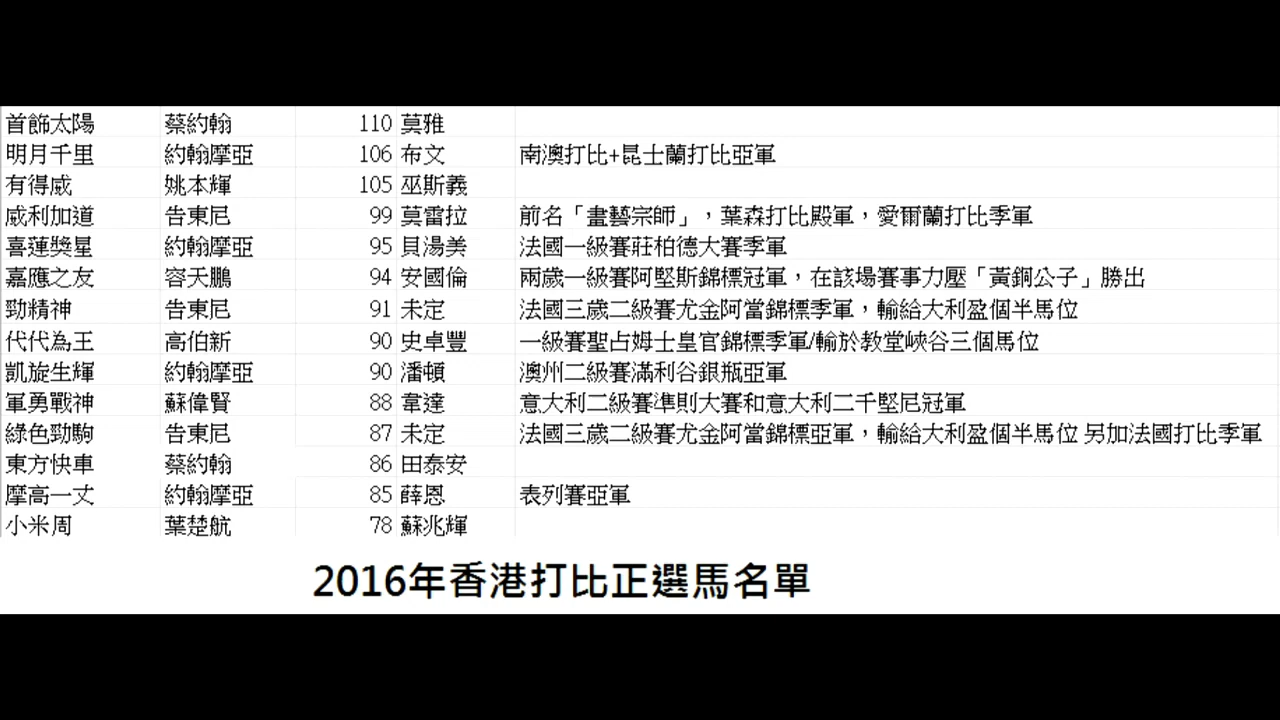 首飾太陽 蔡約翰 110 莫雅
明月千里 約翰摩亞 106 布文 南澳打比+昆士蘭打比亞軍
有得威 姚本輝 105 巫斯義
威利加道 告東尼 99 莫雷拉 前名「畫藝宗師」，葉森打比殿軍，愛爾蘭打比季軍
喜蓮獎星 約翰摩亞 95 貝湯美 法國一級賽莊柏德大賽季軍
嘉應之友 容天鵬 94 安國倫 兩歲一級賽阿堅斯錦標冠軍，在該場賽事力壓「黃銅公子」勝出
勁精神 告東尼 91 未定 法國三歲二級賽尤金阿當錦標季軍，輸給大利盈個半馬位
代代為王 高伯新 90 史卓豐 一級賽聖占姆士皇宮錦標季軍/輸於教堂峽谷三個馬位
凱旋生輝 約翰摩亞 90 潘頓 澳州二級賽滿利谷銀瓶亞軍
軍勇戰神 蘇偉賢 88 韋達 意大利二級賽準則大賽和意大利二千堅尼冠軍
綠色勁駒 告東尼 87 未定 法國三歲二級賽尤金阿當錦標亞軍，輸給大利盈個半馬位 另加法國打比季軍
東方快車 蔡約翰 86 田泰安
摩高一丈 約翰摩亞 85 薛恩 表列賽亞軍
小米周 葉楚航 78 蘇兆輝
2016年香港打比正選馬名單